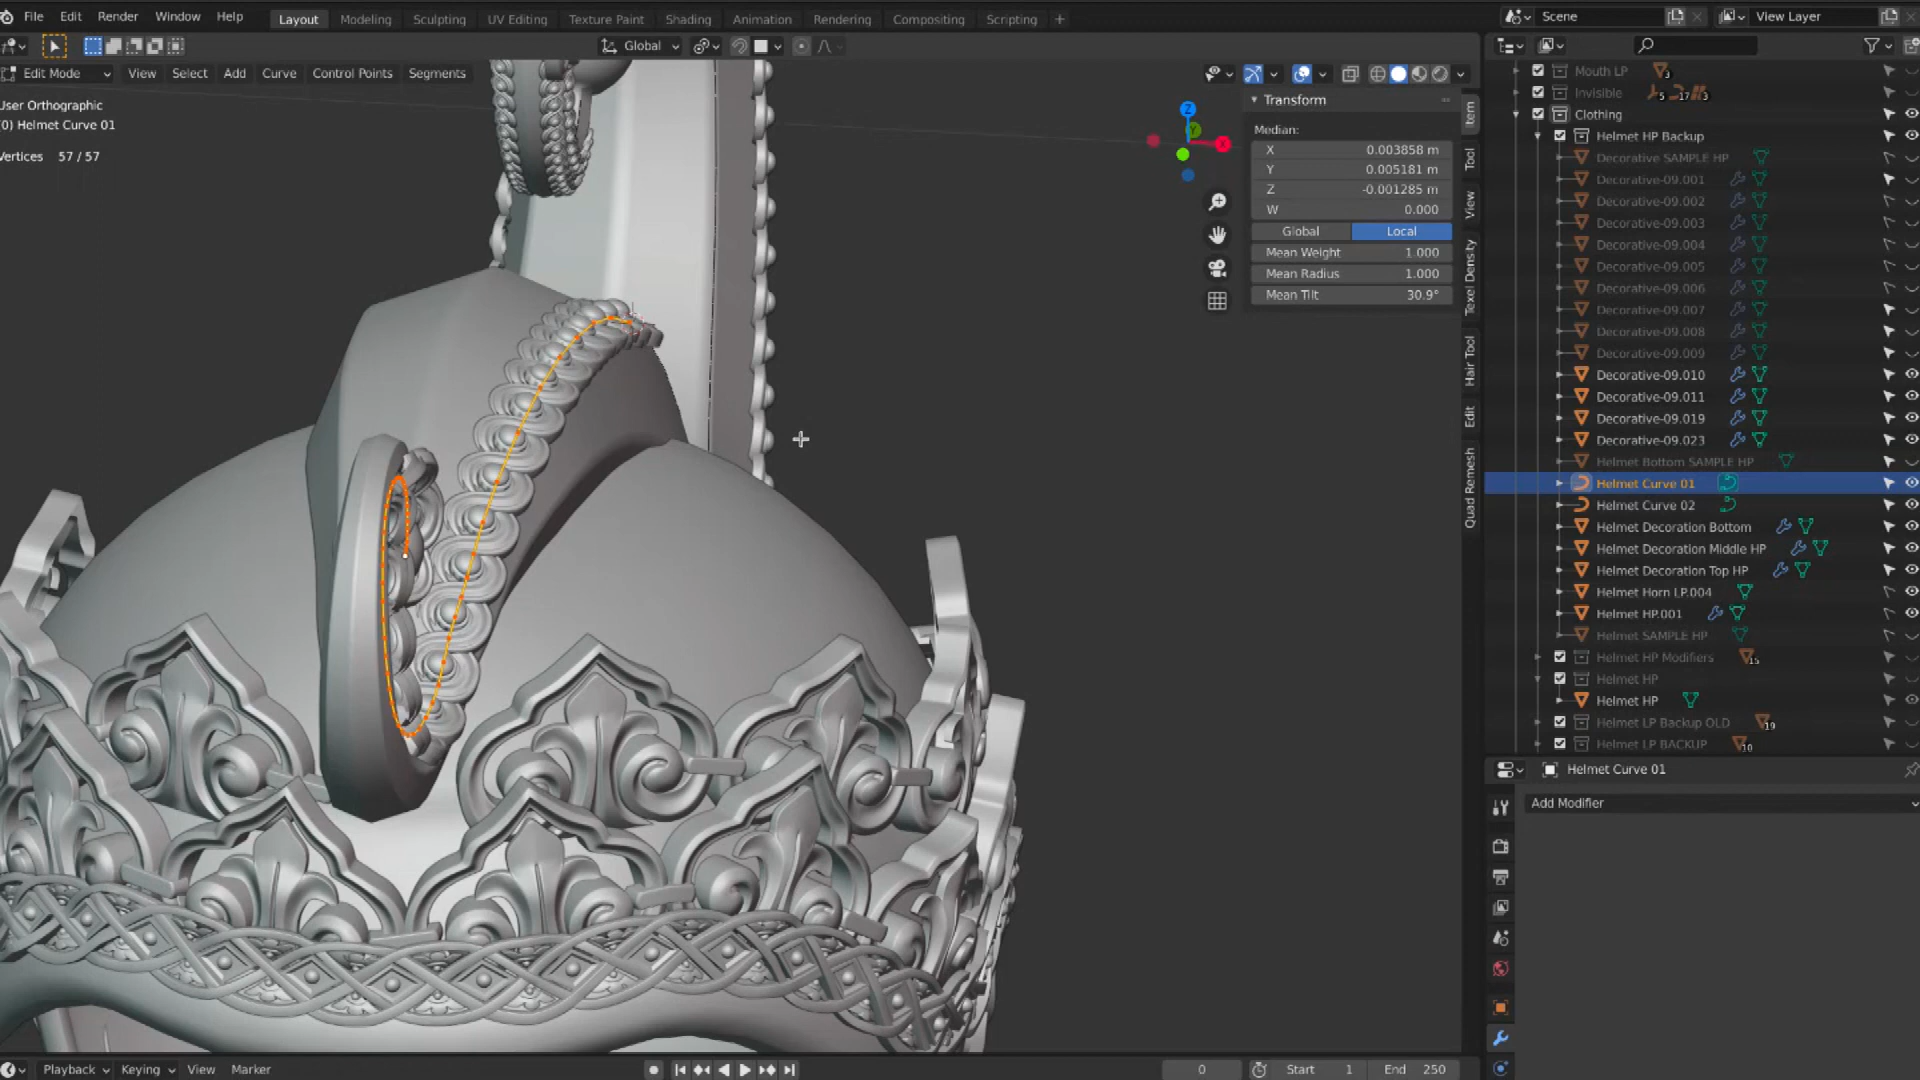 File Edit Render Window Help Layout Modeling Sculpting UV Editing Texture Paint Shading Animation Rendering Compositing Scripting + Scene View Layer
Global
Edit Mode View Select Add Curve Control Points Segments
User Orthographic
(0) Helmet Curve 01
Vertices 57 / 57
Z
Y
X
Transform
Median:
X 0.003858 m
Y 0.005181 m
Z -0.001285 m
W 0.000
Global Local
Mean Weight 1.000
Mean Radius 1.000
Mean Tilt 30.9°
Item
Tool
View
Texel Density
Hair Tool
Edit
Quad Remesh
Mouth LP 3
Invisible 5 17 3
Clothing
Helmet HP Backup
Decorative SAMPLE HP
Decorative-09.001
Decorative-09.002
Decorative-09.003
Decorative-09.004
Decorative-09.005
Decorative-09.006
Decorative-09.007
Decorative-09.008
Decorative-09.009
Decorative-09.010
Decorative-09.011
Decorative-09.019
Decorative-09.023
Helmet Bottom SAMPLE HP
Helmet Curve 01
Helmet Curve 02
Helmet Decoration Bottom
Helmet Decoration Middle HP
Helmet Decoration Top HP
Helmet Horn LP.004
Helmet HP.001
Helmet SAMPLE HP
Helmet HP Modifiers 15
Helmet HP
Helmet HP
Helmet LP Backup OLD 19
Helmet LP BACKUP 10
Helmet Curve 01
Add Modifier
Playback Keying View Marker 0 Start 1 End 250